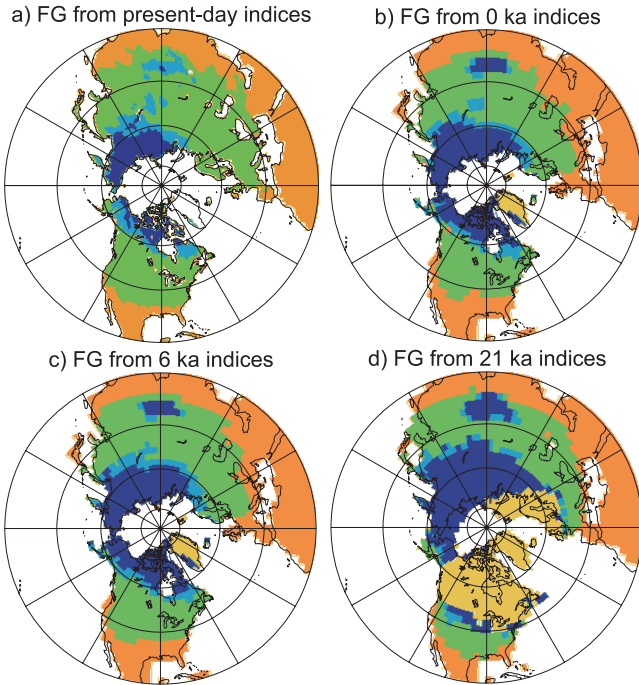 a) FG from present-day indices
b) FG from 0 ka indices
c) FG from 6 ka indices
d) FG from 21 ka indices